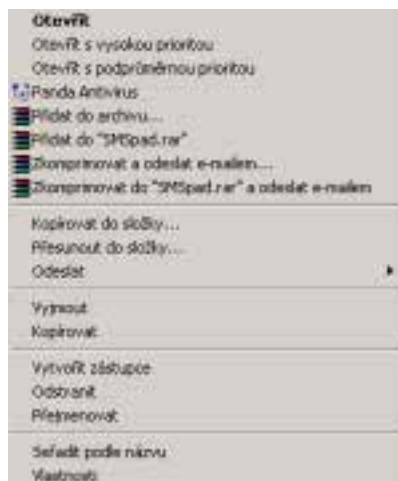 Otevřít
Otevřít s vysokou prioritou
Otevřít s podprůměrnou prioritou
Panda Antivirus
Přidat do archivu...
Přidat do "SMSpad.rar"
Zkomprimovat a odeslat e-mailem...
Zkomprimovat do "SMSpad.rar" a odeslat e-mailem
Kopírovat do složky...
Přesunout do složky...
Odeslat
Vyjmout
Kopírovat
Vytvořit zástupce
Odstranit
Přejmenovat
Seřadit podle názvu
Vlastnosti